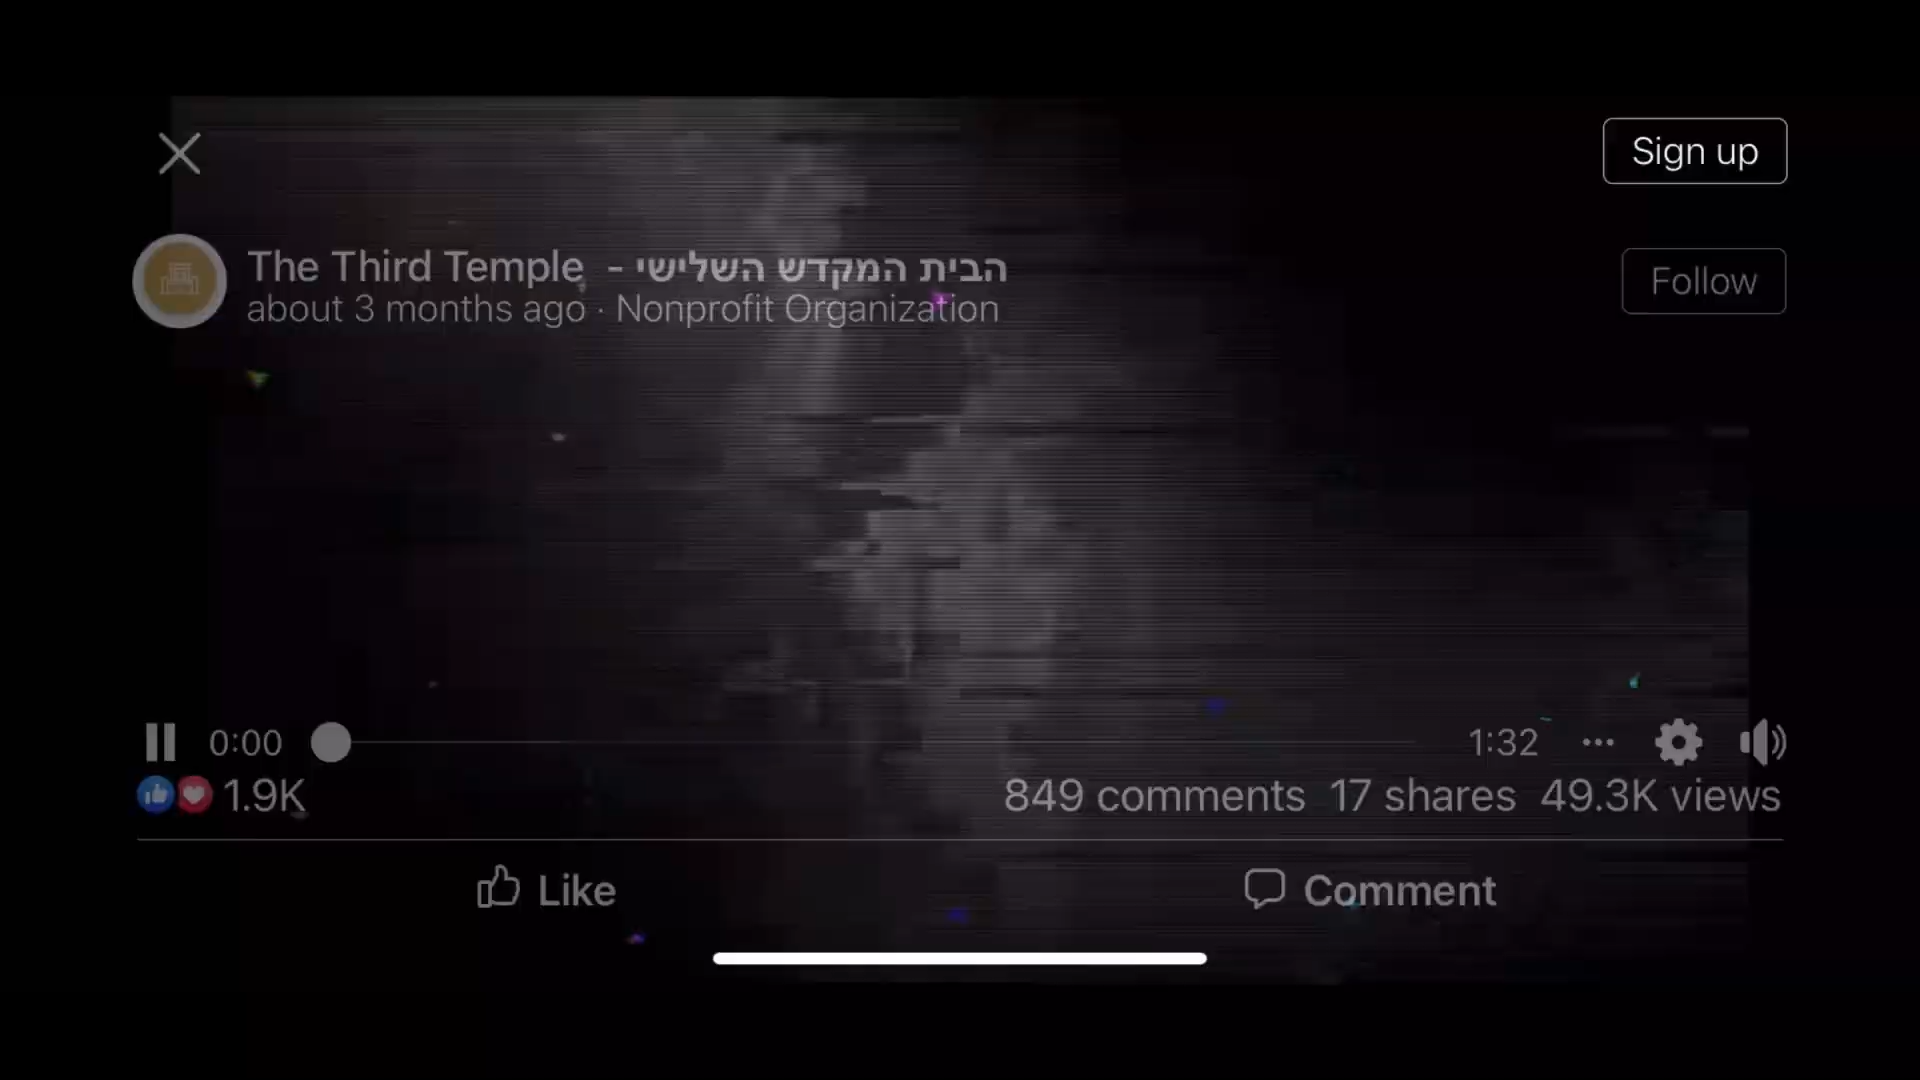 Sign up
The Third Temple - הבית המקדש השלישי
about 3 months ago · Nonprofit Organization
Follow
0:00
1:32
1.9K
849 comments 17 shares 49.3K views
Like
Comment